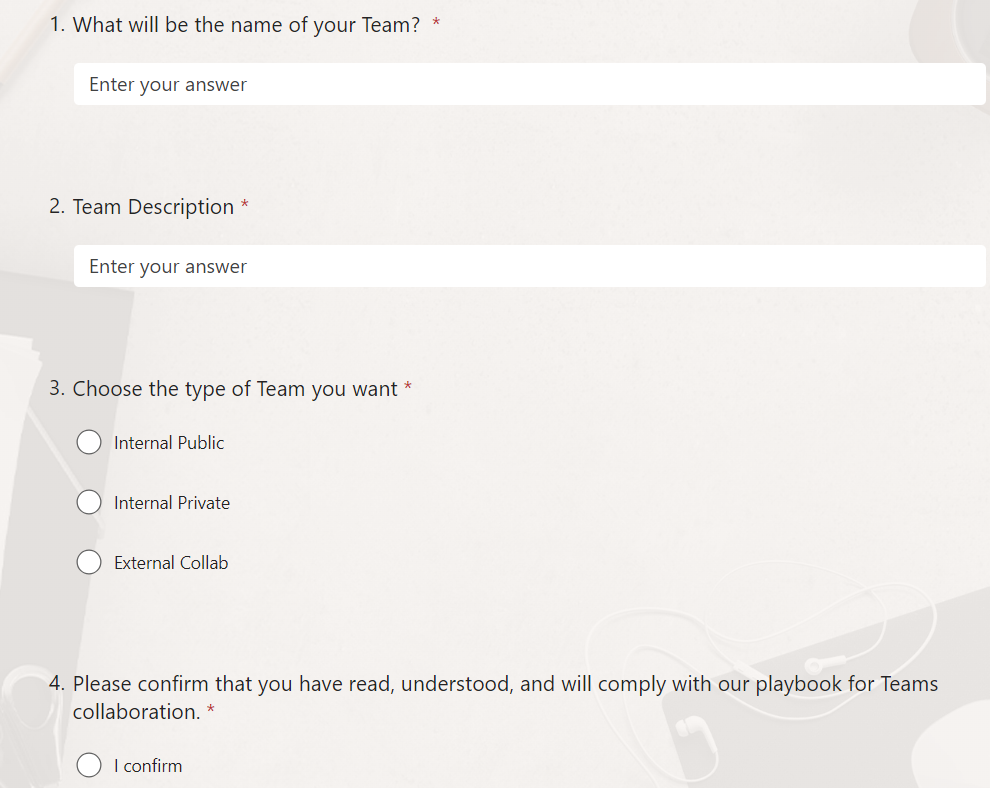 1. What will be the name of your Team? *
Enter your answer
2. Team Description *
Enter your answer
3. Choose the type of Team you want *
Internal Public
Internal Private
External Collab
4. Please confirm that you have read, understood, and will comply with our playbook for Teams
collaboration. *
I confirm